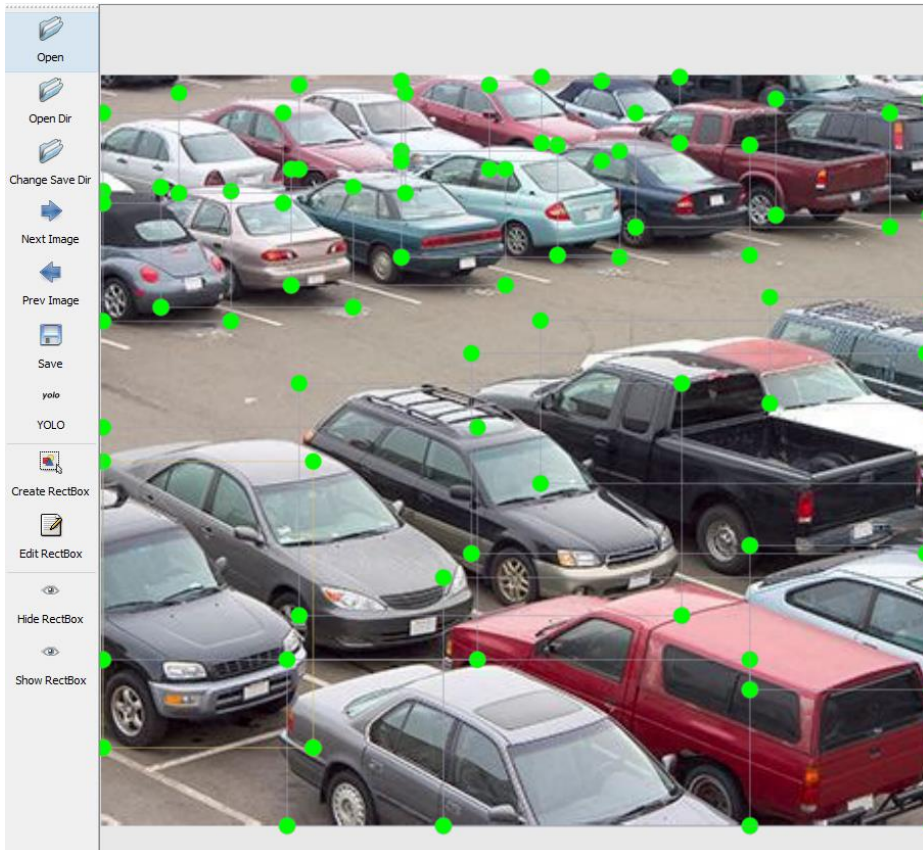 Open
Open Dir
Change Save Dir
Next Image
Prev Image
Save
yolo
YOLO
Create RectBox
Edit RectBox
Hide RectBox
Show RectBox